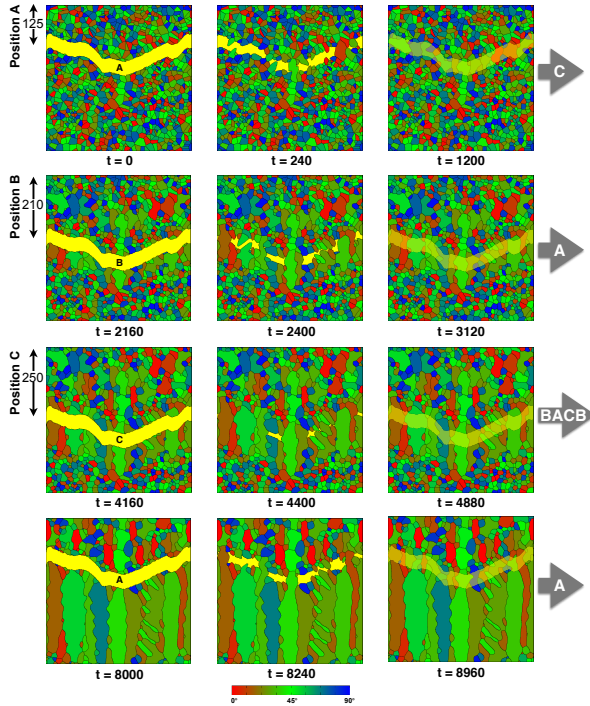 Position A
125
A
C
t = 0
t = 240
t = 1200
Position B
210
B
A
t = 2160
t = 2400
t = 3120
Position C
250
C
BACB
t = 4160
t = 4400
t = 4880
A
A
t = 8000
t = 8240
t = 8960
0°
45°
90°